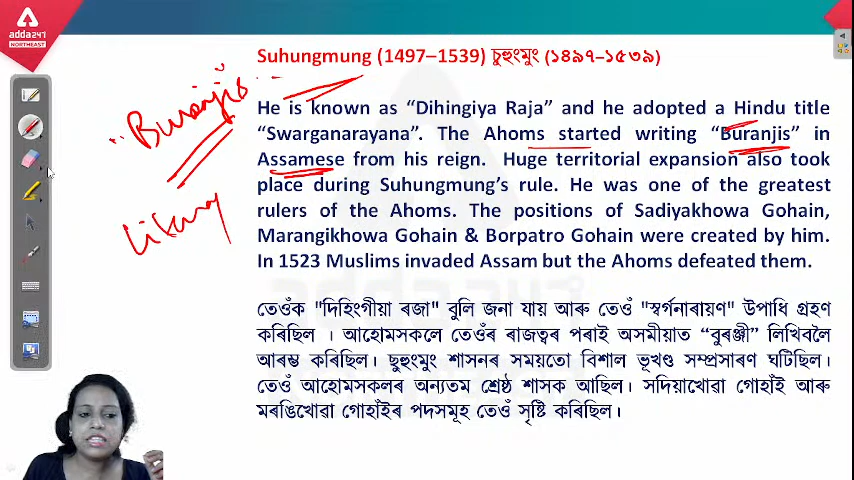 adda247
NORTHEAST
Suhungmung (1497–1539) চুহুংমুং (১৪৯৭–১৫৩৯)
"Buranjis"
He is known as “Dihingiya Raja” and he adopted a Hindu title
“Swarganarayana”. The Ahoms started writing “Buranjis” in
Assamese from his reign. Huge territorial expansion also took
place during Suhungmung’s rule. He was one of the greatest
rulers of the Ahoms. The positions of Sadiyakhowa Gohain,
Marangikhowa Gohain & Borpatro Gohain were created by him.
In 1523 Muslims invaded Assam but the Ahoms defeated them.
তেওঁক "দিহিংগীয়া ৰজা" বুলি জনা যায় আৰু তেওঁ "স্বৰ্গনাৰায়ণ" উপাধি গ্ৰহণ
কৰিছিল । আহোমসকলে তেওঁৰ ৰাজত্বৰ পৰাই অসমীয়াত “বুৰঞ্জী” লিখিবলৈ
আৰম্ভ কৰিছিল। ছুহুংমুং শাসনৰ সময়তো বিশাল ভূখণ্ড সম্প্ৰসাৰণ ঘটিছিল।
তেওঁ আহোমসকলৰ অন্যতম শ্ৰেষ্ঠ শাসক আছিল। সদিয়াখোৱা গোহাঁই আৰু
মৰঙিখোৱা গোহাঁইৰ পদসমূহ তেওঁ সৃষ্টি কৰিছিল।